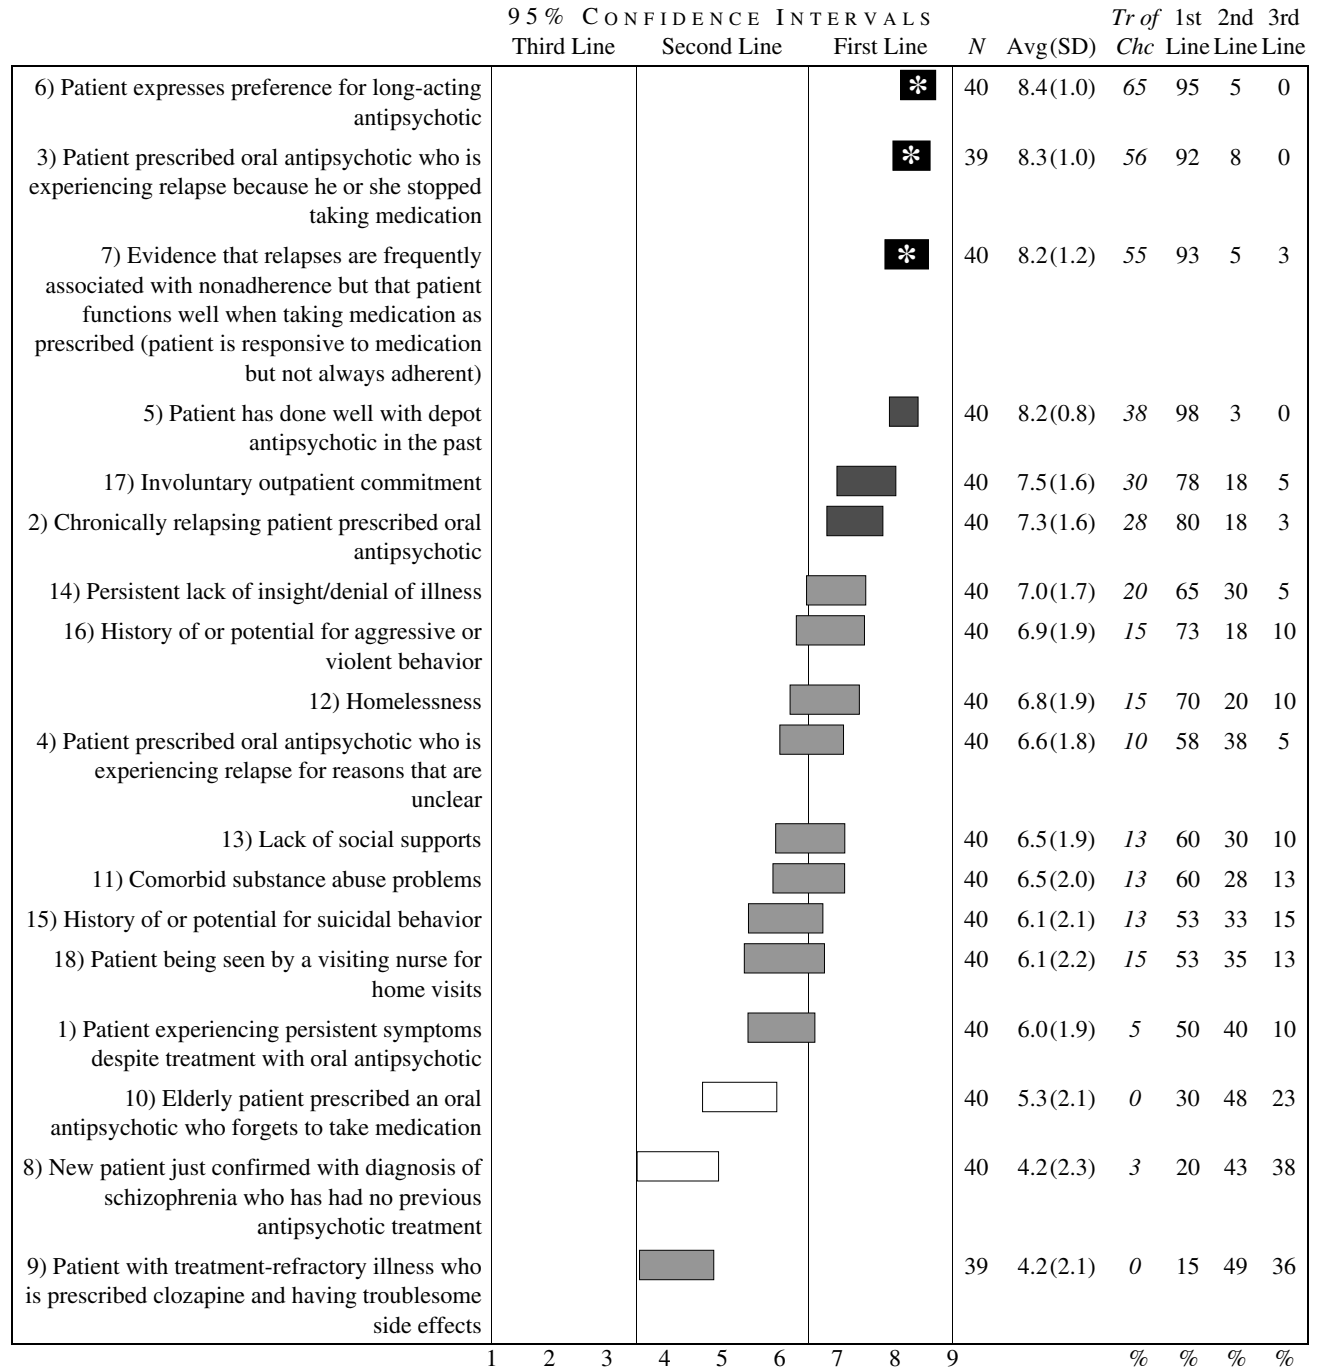 95% CONFIDENCE INTERVALS Tr of 1st 2nd 3rd
Third Line Second Line First Line N Avg(SD) Chc Line Line Line
6) Patient expresses preference for long-acting * 40 8.4(1.0) 65 95 5 0
antipsychotic
3) Patient prescribed oral antipsychotic who is * 39 8.3(1.0) 56 92 8 0
experiencing relapse because he or she stopped
taking medication
7) Evidence that relapses are frequently * 40 8.2(1.2) 55 93 5 3
associated with nonadherence but that patient
functions well when taking medication as
prescribed (patient is responsive to medication
but not always adherent)
5) Patient has done well with depot 40 8.2(0.8) 38 98 3 0
antipsychotic in the past
17) Involuntary outpatient commitment 40 7.5(1.6) 30 78 18 5
2) Chronically relapsing patient prescribed oral 40 7.3(1.6) 28 80 18 3
antipsychotic
14) Persistent lack of insight/denial of illness 40 7.0(1.7) 20 65 30 5
16) History of or potential for aggressive or 40 6.9(1.9) 15 73 18 10
violent behavior
12) Homelessness 40 6.8(1.9) 15 70 20 10
4) Patient prescribed oral antipsychotic who is 40 6.6(1.8) 10 58 38 5
experiencing relapse for reasons that are
unclear
13) Lack of social supports 40 6.5(1.9) 13 60 30 10
11) Comorbid substance abuse problems 40 6.5(2.0) 13 60 28 13
15) History of or potential for suicidal behavior 40 6.1(2.1) 13 53 33 15
18) Patient being seen by a visiting nurse for 40 6.1(2.2) 15 53 35 13
home visits
1) Patient experiencing persistent symptoms 40 6.0(1.9) 5 50 40 10
despite treatment with oral antipsychotic
10) Elderly patient prescribed an oral 40 5.3(2.1) 0 30 48 23
antipsychotic who forgets to take medication
8) New patient just confirmed with diagnosis of 40 4.2(2.3) 3 20 43 38
schizophrenia who has had no previous
antipsychotic treatment
9) Patient with treatment-refractory illness who 39 4.2(2.1) 0 15 49 36
is prescribed clozapine and having troublesome
side effects
1 2 3 4 5 6 7 8 9 % % % %